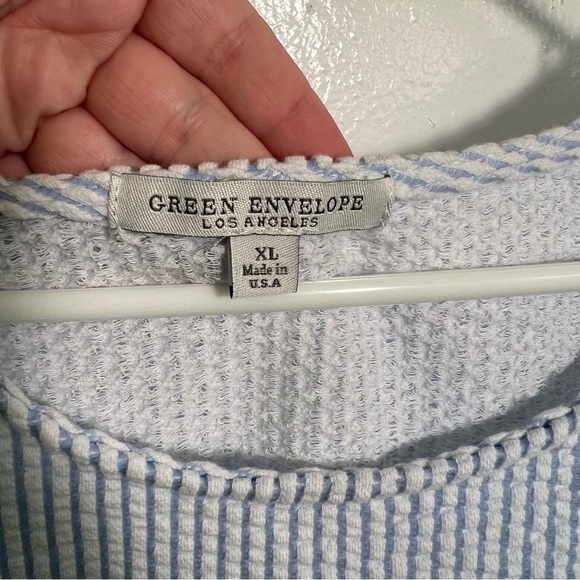 GREEN ENVELOPE
LOS ANGELES
XL
Made in
U.S.A